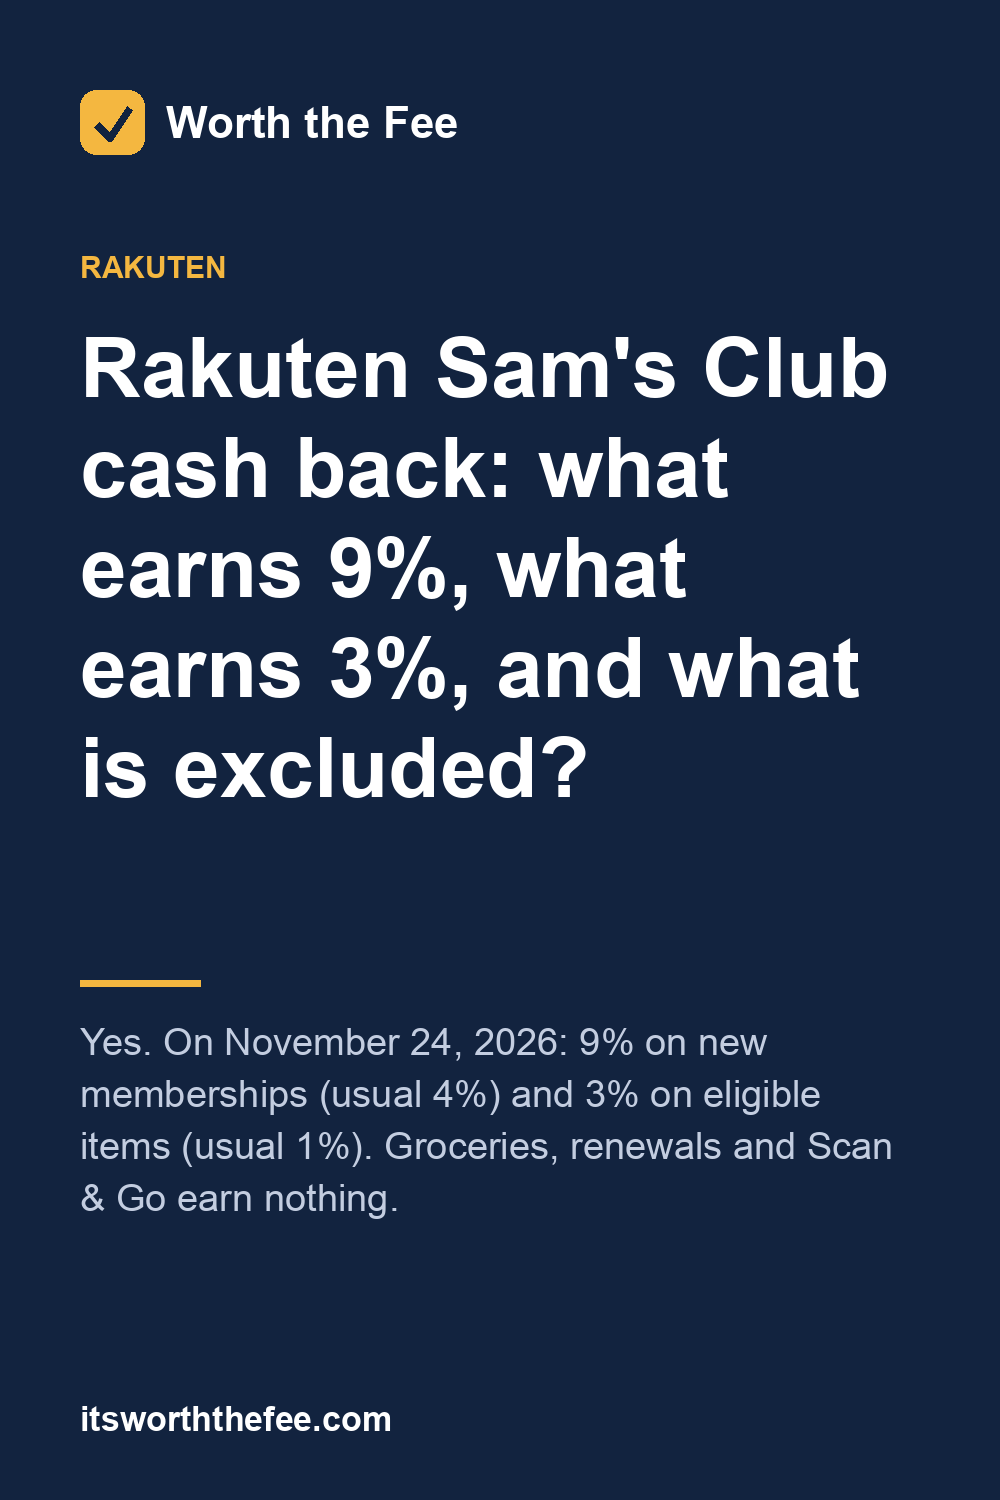 Worth the Fee
RAKUTEN
Rakuten Sam's Club
cash back: what
earns 9%, what
earns 3%, and what
is excluded?
Yes. On November 24, 2026: 9% on new
memberships (usual 4%) and 3% on eligible
items (usual 1%). Groceries, renewals and Scan
& Go earn nothing.
itsworththefee.com